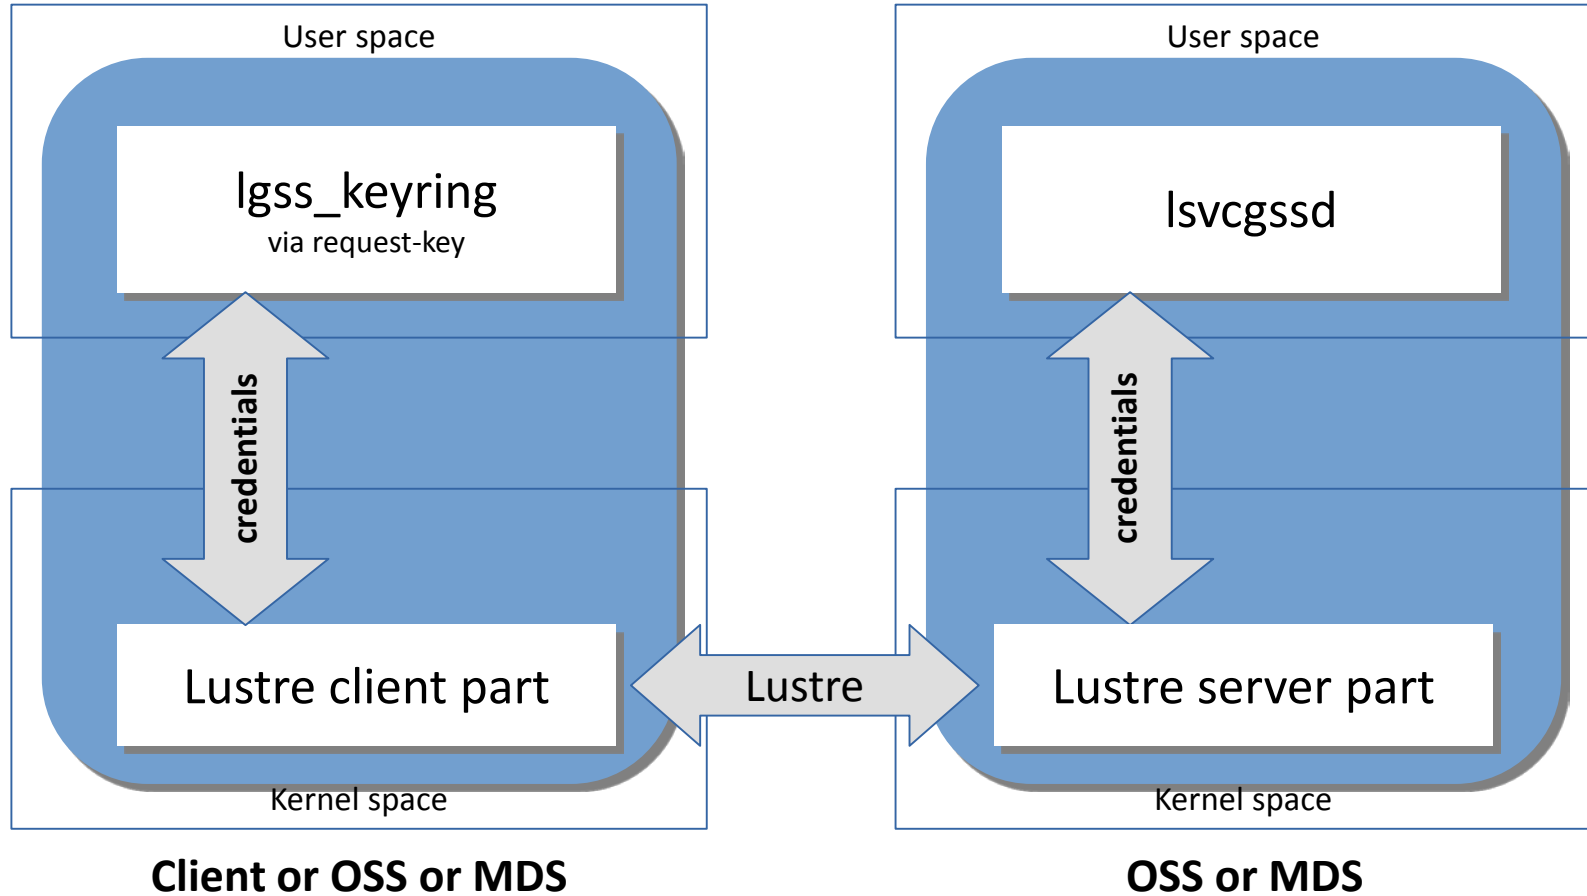 User space
lgss_keyring
via request-key
credentials
Lustre client part
Kernel space
Client or OSS or MDS
Lustre
User space
lsvcgssd
credentials
Lustre server part
Kernel space
OSS or MDS